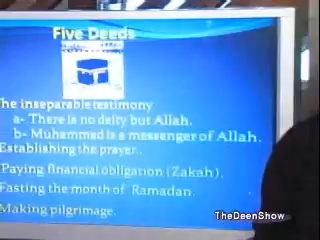 Five Deeds
The inseparable testimony
a- There is no deity but Allah.
b- Muhammad is a messenger of Allah.
Establishing the prayer..
Paying financial obligation (Zakah).
Fasting the month of Ramadan.
Making pilgrimage.
TheDeenShow